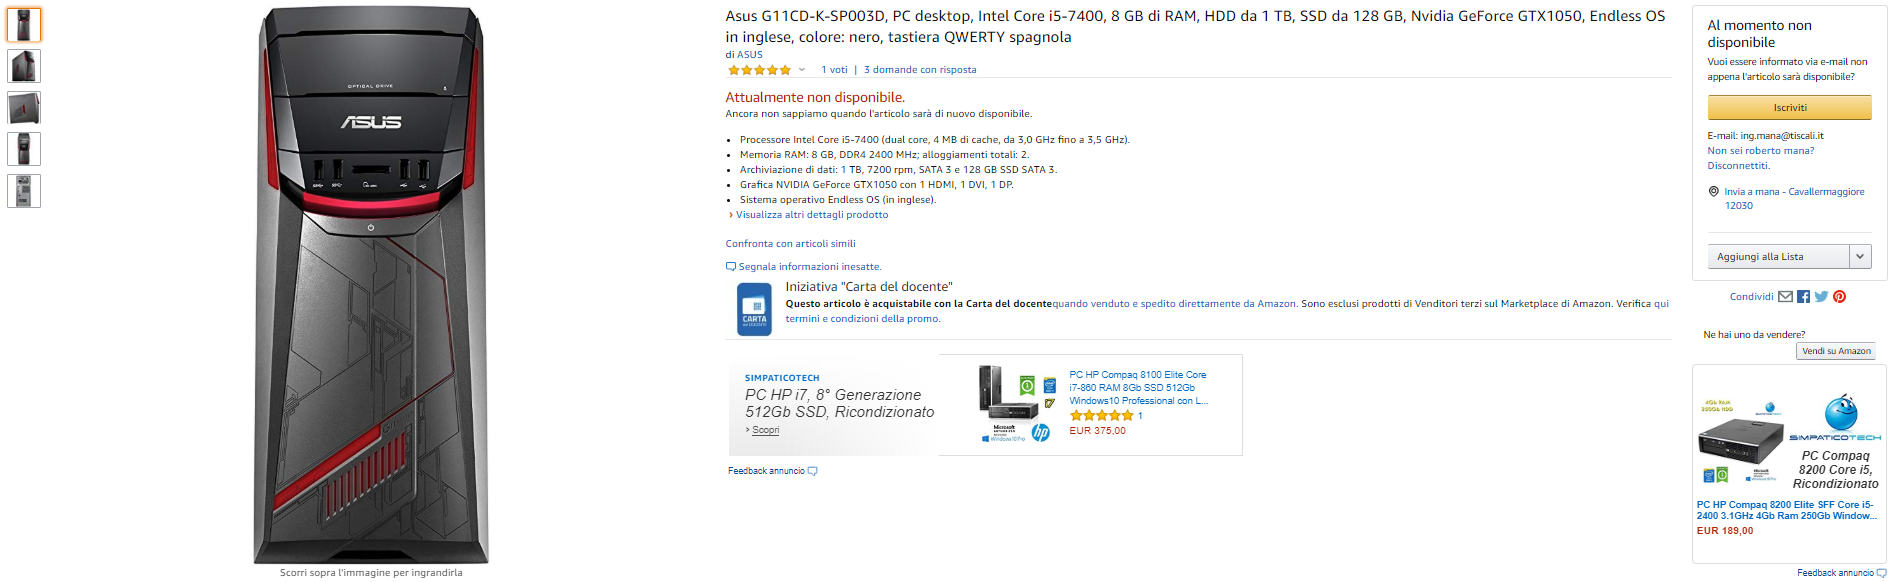 OPTICAL DRIVE
ASUS
Scorri sopra l'immagine per ingrandirla
Asus G11CD-K-SP003D, PC desktop, Intel Core i5-7400, 8 GB di RAM, HDD da 1 TB, SSD da 128 GB, Nvidia GeForce GTX1050, Endless OS
in inglese, colore: nero, tastiera QWERTY spagnola
di ASUS
1 voti | 3 domande con risposta
Attualmente non disponibile.
Ancora non sappiamo quando l'articolo sarà di nuovo disponibile.
• Processore Intel Core i5-7400 (dual core, 4 MB di cache, da 3,0 GHz fino a 3,5 GHz).
• Memoria RAM: 8 GB, DDR4 2400 MHz; alloggiamenti totali: 2.
• Archiviazione di dati: 1 TB, 7200 rpm, SATA 3 e 128 GB SSD SATA 3.
• Grafica NVIDIA GeForce GTX1050 con 1 HDMI, 1 DVI, 1 DP.
• Sistema operativo Endless OS (in inglese).
› Visualizza altri dettagli prodotto
Confronta con articoli simili
Segnala informazioni inesatte.
CARTA
Iniziativa "Carta del docente"
Questo articolo è acquistabile con la Carta del docentequando venduto e spedito direttamente da Amazon. Sono esclusi prodotti di Venditori terzi sul Marketplace di Amazon. Verifica qui
termini e condizioni della promo.
SIMPATICOTECH
PC HP i7, 8° Generazione
512Gb SSD, Ricondizionato
› Scopri
Microsoft
Windows10 Pro
hp
i7
PC HP Compaq 8100 Elite Core
i7-860 RAM 8Gb SSD 512Gb
Windows10 Professional con L...
1
EUR 375,00
Feedback annuncio
Al momento non
disponibile
Vuoi essere informato via e-mail non
appena l'articolo sarà disponibile?
Iscriviti
E-mail: ing.mana@tiscali.it
Non sei roberto mana?
Disconnettiti.
Invia a mana - Cavallermaggiore
12030
Aggiungi alla Lista
Condividi
Ne hai uno da vendere?
Vendi su Amazon
4Gb RAM
250Gb HDD
SIMPATICOTECH
PC Compaq
8200 Core i5,
Ricondizionato
PC HP Compaq 8200 Elite SFF Core i5-
2400 3.1GHz 4Gb Ram 250Gb Window...
EUR 189,00
Feedback annuncio